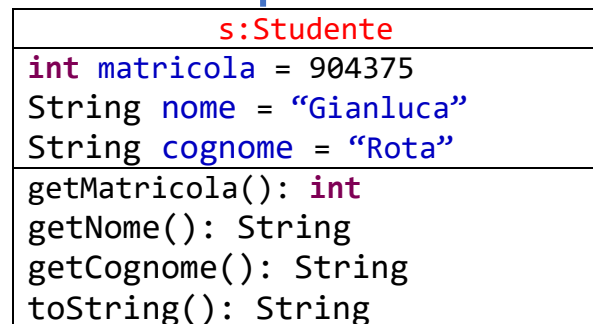 s:Studente
int matricola = 904375
String nome = “Gianluca”
String cognome = “Rota”
getMatricola(): int
getNome(): String
getCognome(): String
toString(): String